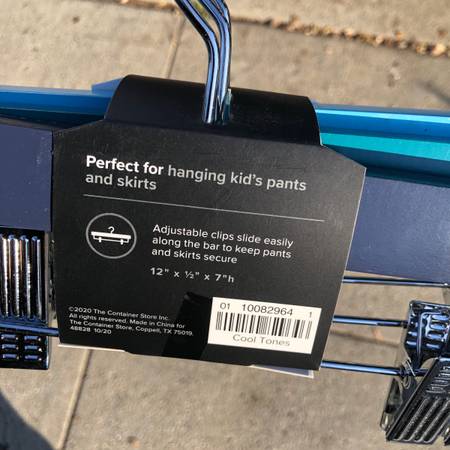 Perfect for hanging kid's pants
and skirts
Adjustable clips slide easily
along the bar to keep pants
and skirts secure
12" x ½" x 7"h
©2020 The Container Store Inc.
All rights reserved. Made in China for
The Container Store, Coppell, TX 75019.
48828 10/20
01 10082964 1
Cool Tones